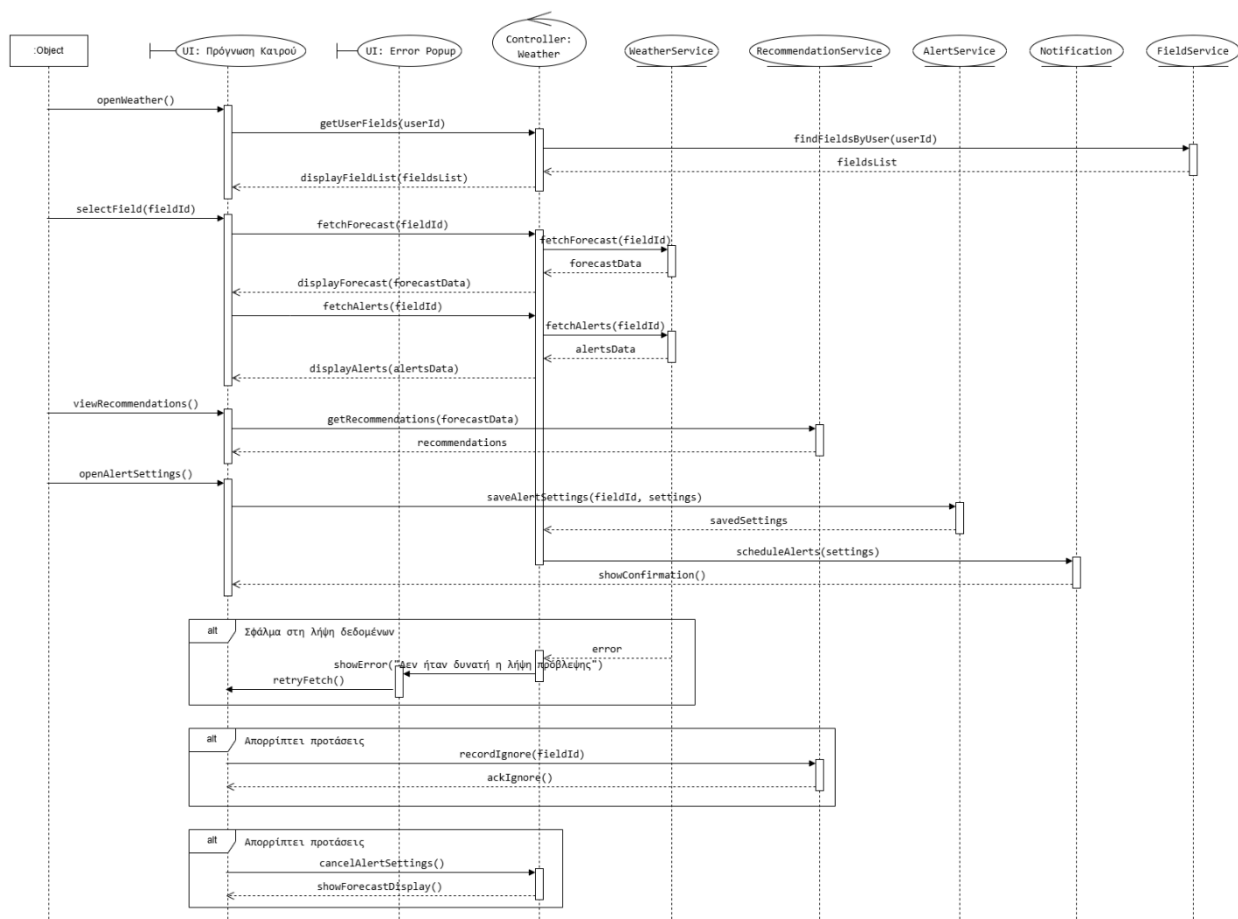 :Object
UI: Πρόγνωση Καιρού
UI: Error Popup
Controller:
Weather
WeatherService
RecommendationService
AlertService
Notification
FieldService
openWeather()
getUserFields(userId)
findFieldsByUser(userId)
fieldsList
displayFieldList(fieldsList)
selectField(fieldId)
fetchForecast(fieldId)
fetchForecast(fieldId)
forecastData
displayForecast(forecastData)
fetchAlerts(fieldId)
fetchAlerts(fieldId)
alertsData
displayAlerts(alertsData)
viewRecommendations()
getRecommendations(forecastData)
recommendations
openAlertSettings()
saveAlertSettings(fieldId, settings)
savedSettings
scheduleAlerts(settings)
showConfirmation()
alt Σφάλμα στη λήψη δεδομένων
error
showError("Δεν ήταν δυνατή η λήψη πρόβλεψης")
retryFetch()
alt Απορρίπτει προτάσεις
recordIgnore(fieldId)
ackIgnore()
alt Απορρίπτει προτάσεις
cancelAlertSettings()
showForecastDisplay()